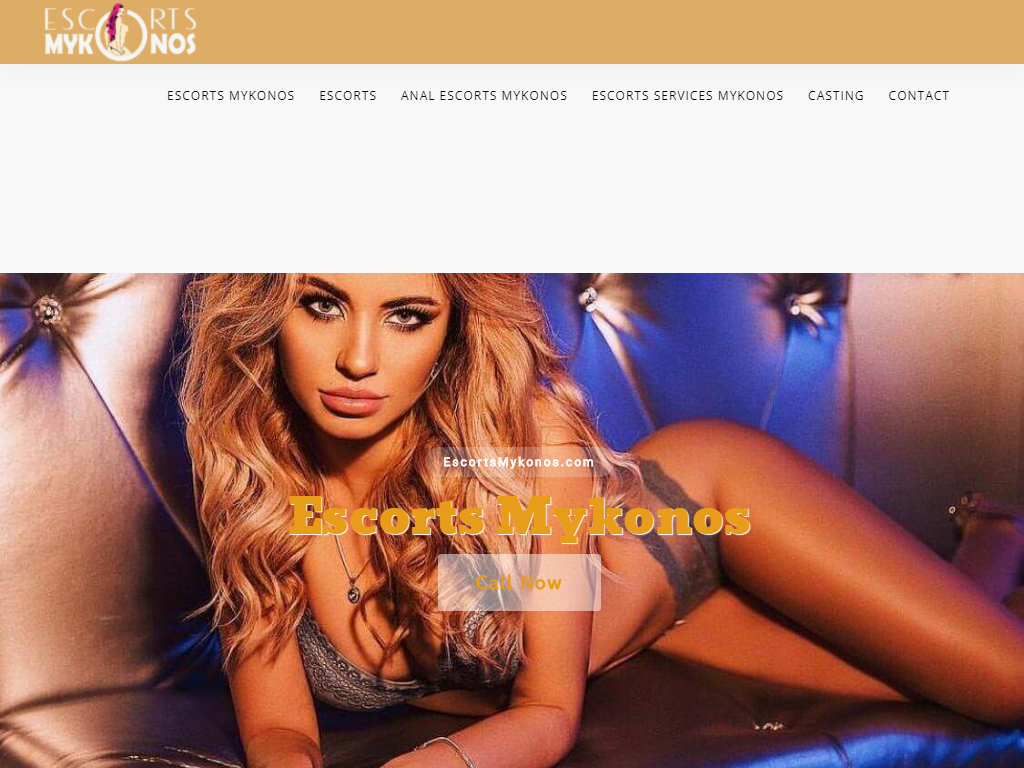 ESCORTS
MYKONOS
ESCORTS MYKONOS ESCORTS ANAL ESCORTS MYKONOS ESCORTS SERVICES MYKONOS CASTING CONTACT
EscortsMykonos.com
Escorts Mykonos
Call Now